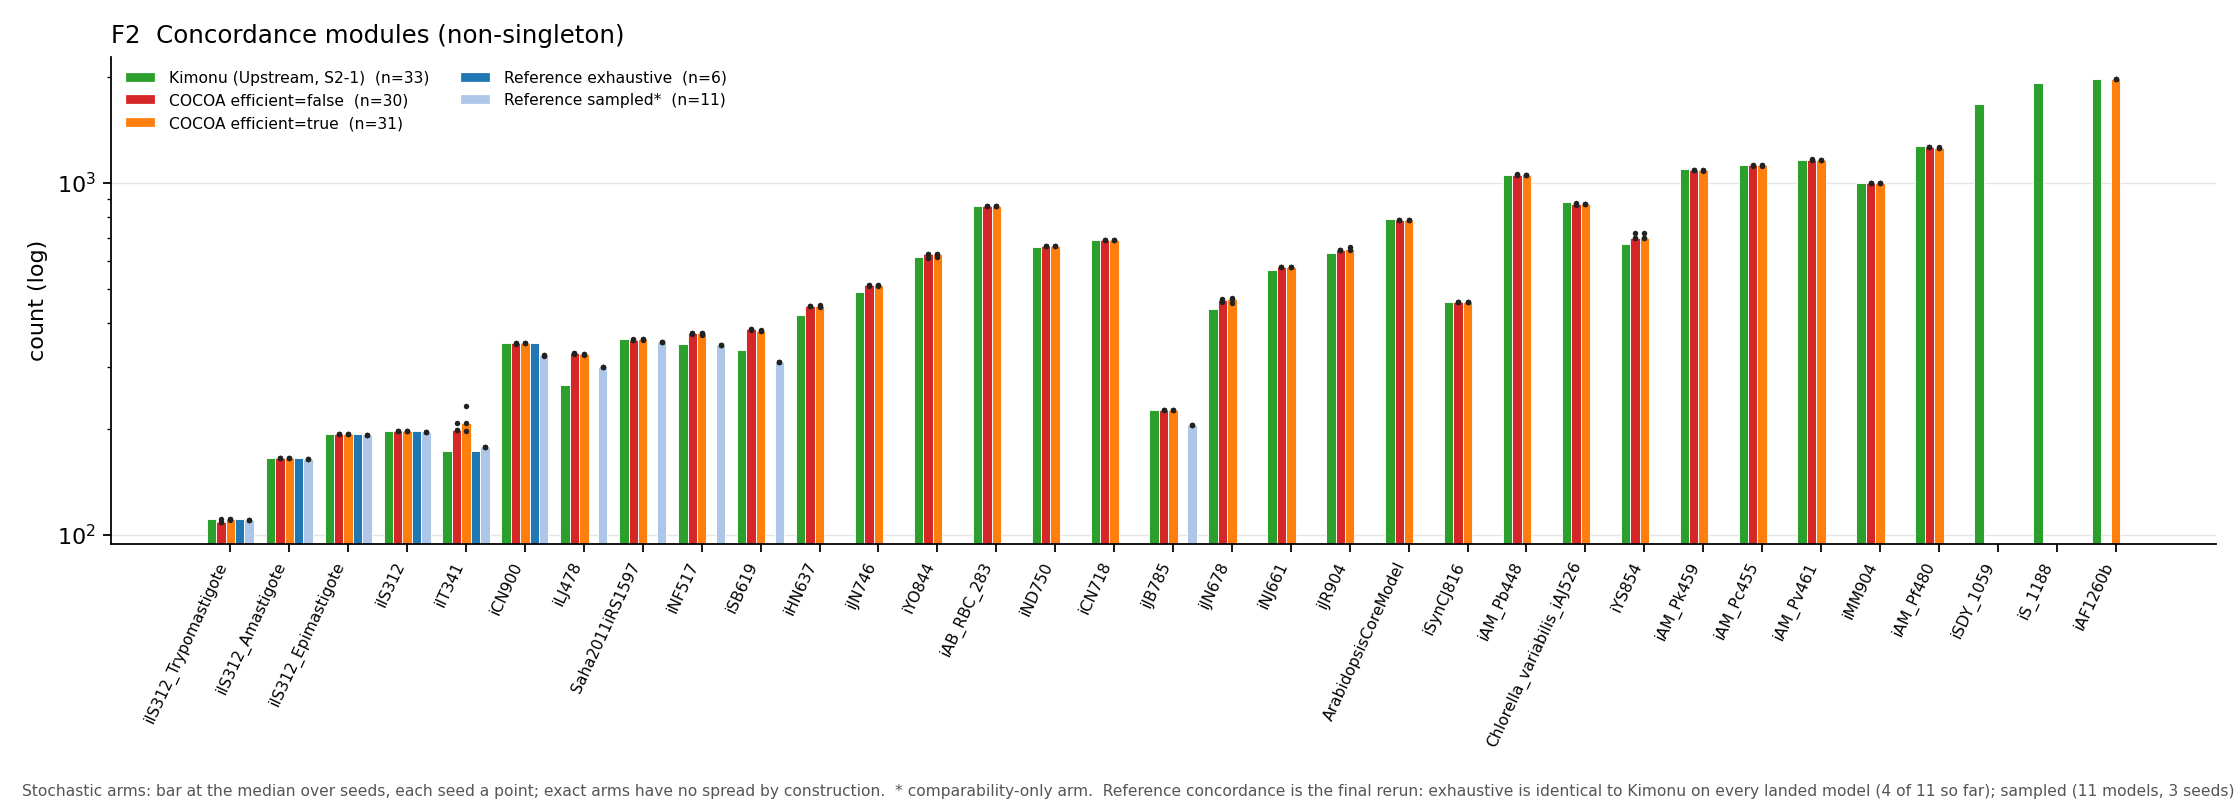 F2  Concordance modules (non-singleton)
Kimonu (Upstream, S2-1)  (n=33)
COCOA efficient=false  (n=30)
COCOA efficient=true  (n=31)
Reference exhaustive  (n=6)
Reference sampled*  (n=11)
count (log)
10³
10²
iIS312_Trypomastigote
iIS312_Amastigote
iIS312_Epimastigote
iIS312
iIT341
iCN900
iLJ478
Saha2011iRS1597
iNF517
iSB619
iHN637
iJN746
iYO844
iAB_RBC_283
iND750
iCN718
iJB785
iJN678
iNJ661
iJR904
ArabidopsisCoreModel
iSynCJ816
iAM_Pb448
Chlorella_variabilis_iAJ526
iYS854
iAM_Pk459
iAM_Pc455
iAM_Pv461
iMM904
iAM_Pf480
iSDY_1059
iS_1188
iAF1260b
Stochastic arms: bar at the median over seeds, each seed a point; exact arms have no spread by construction.  * comparability-only arm.  Reference concordance is the final rerun: exhaustive is identical to Kimonu on every landed model (4 of 11 so far); sampled (11 models, 3 seeds)